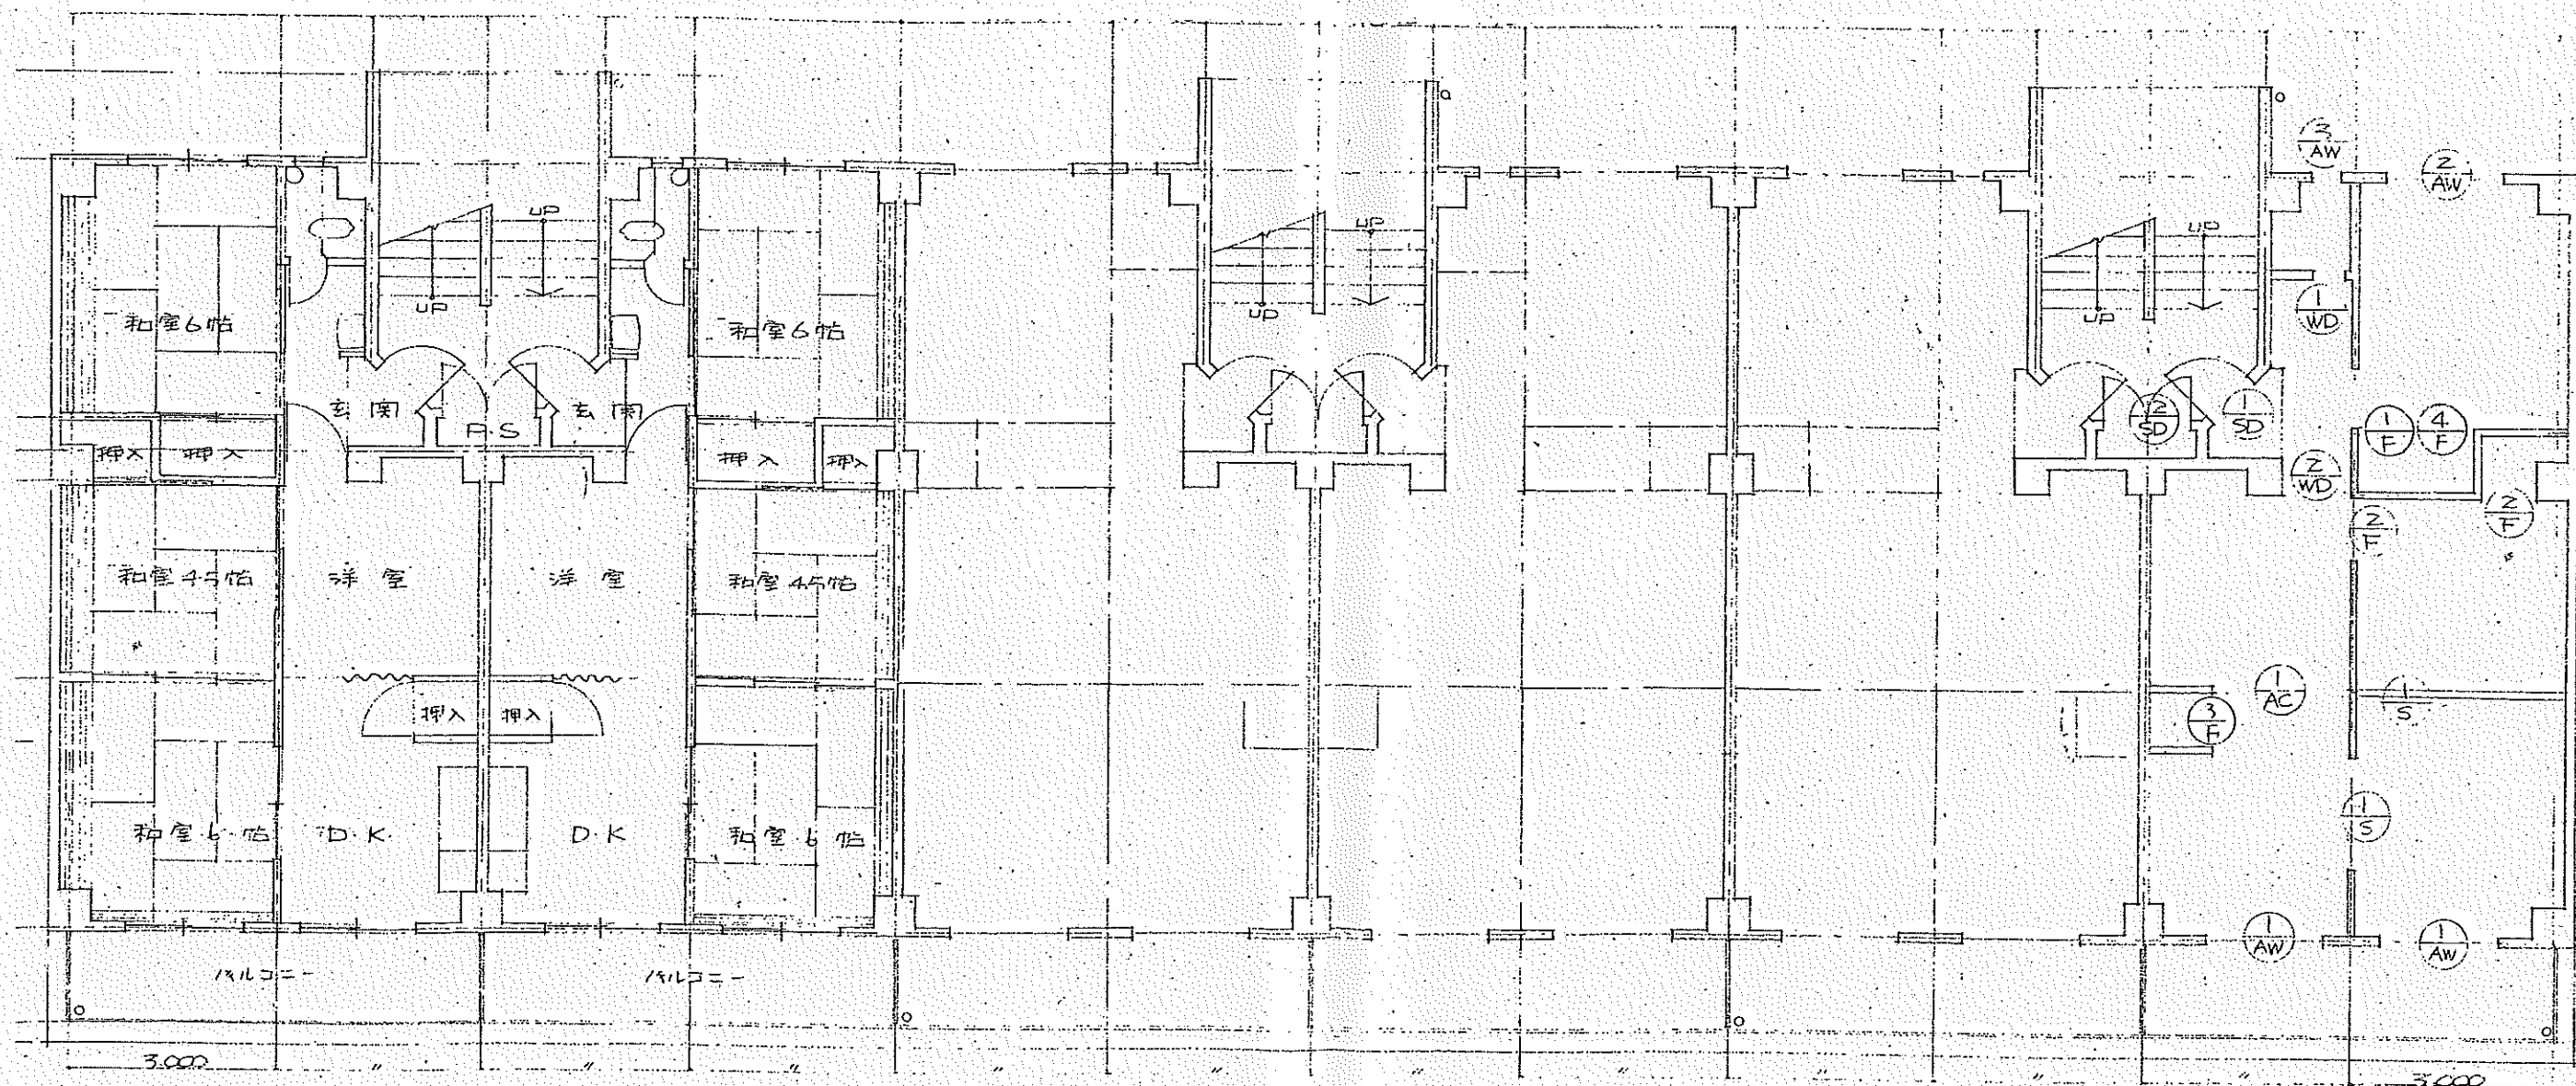 UP
UP
UP
UP
UP
UP
3
AW
2
AW
和室6帖
和室6帖
1
WD
玄関
P.S
玄関
2
SD
1
SD
1
F
4
F
押入
押入
押入
押入
2
WD
2
F
2
F
和室4.5帖
洋室
洋室
和室4.5帖
押入
押入
1
AC
1
S
3
F
和室6帖
D.K
D.K
和室6帖
1
S
1
AW
1
AW
バルコニー
バルコニー
3.000 〃 〃 〃 〃 〃 〃 〃 〃 〃 〃 3.000